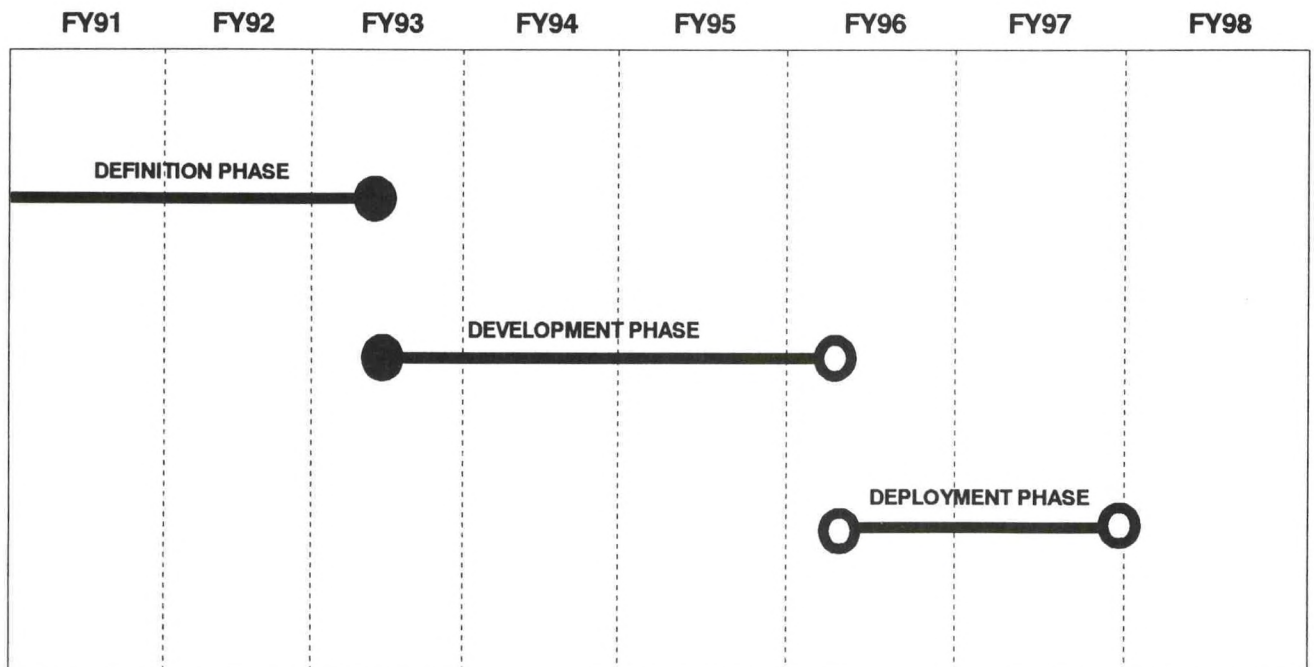 FY91 FY92 FY93 FY94 FY95 FY96 FY97 FY98
DEFINITION PHASE
DEVELOPMENT PHASE
DEPLOYMENT PHASE